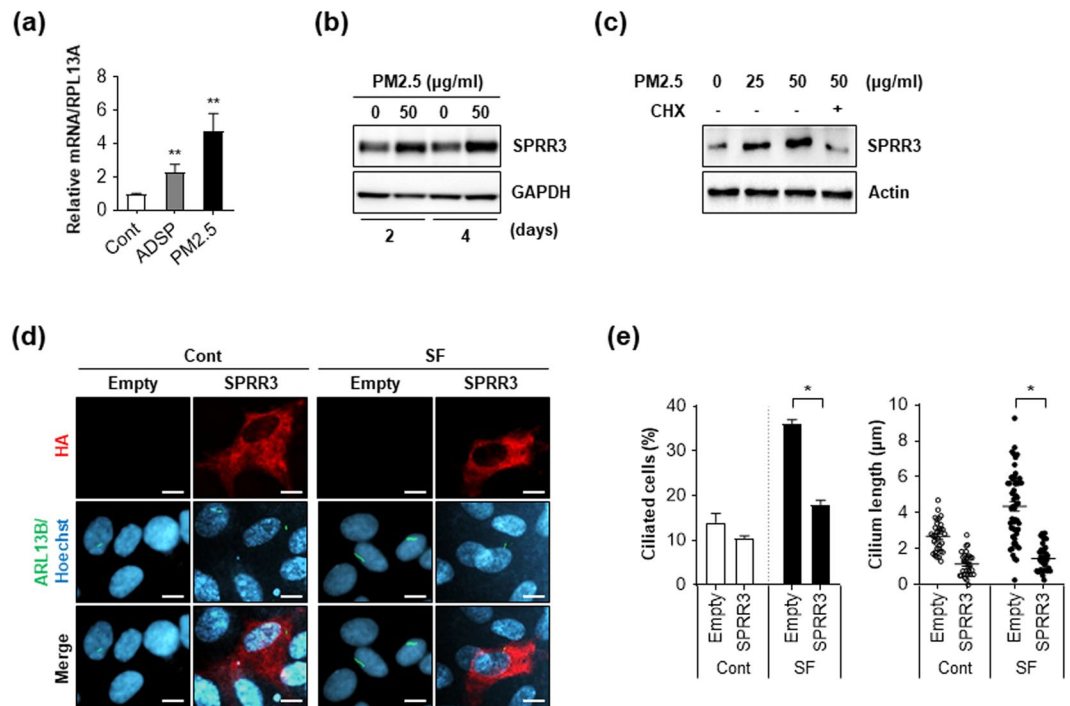 (a)
Relative mRNA/RPL13A
8
6
4
2
0
**
**
Cont
ADSP
PM2.5
(b)
PM2.5 (µg/ml)
0 50 0 50
SPRR3
GAPDH
2 4 (days)
(c)
PM2.5 0 25 50 50 (µg/ml)
CHX - - - +
SPRR3
Actin
(d)
Cont SF
Empty SPRR3 Empty SPRR3
HA
ARL13B/
Hoechst
Merge
(e)
Ciliated cells (%)
40
30
20
10
0
*
Empty
SPRR3
Empty
SPRR3
Cont SF
Cilium length (µm)
10
8
6
4
2
0
*
Empty
SPRR3
Empty
SPRR3
Cont SF